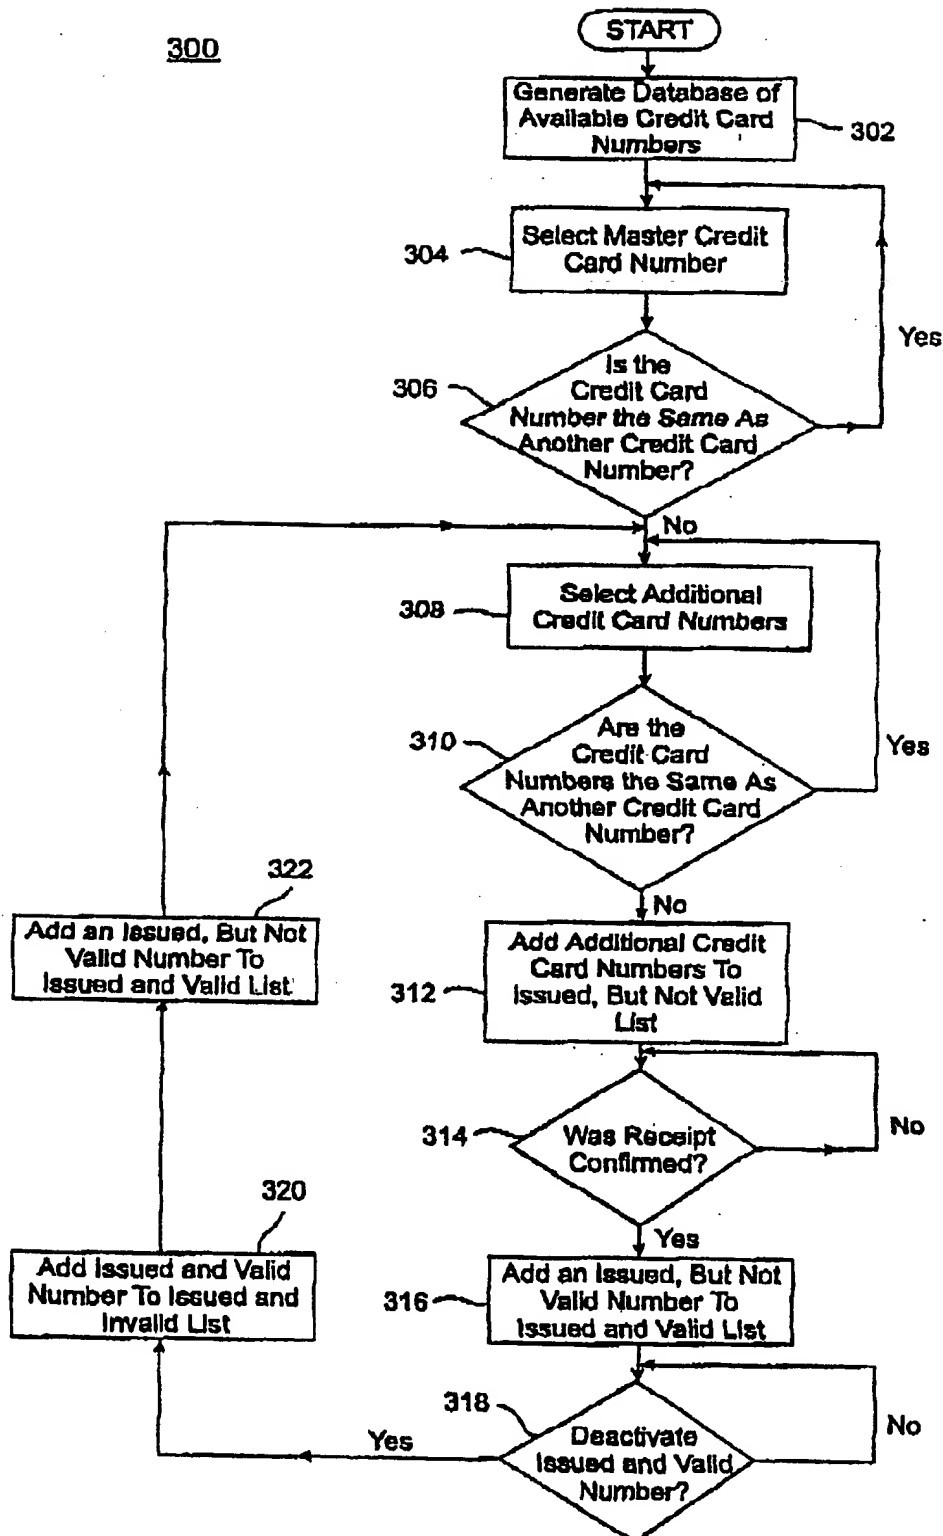 300
START
Generate Database of
Available Credit Card
Numbers
302
304
Select Master Credit
Card Number
Yes
306
Is the
Credit Card
Number the Same As
Another Credit Card
Number?
No
308
Select Additional
Credit Card Numbers
310
Are the
Credit Card
Numbers the Same As
Another Credit Card
Number?
Yes
No
322
Add an Issued, But Not
Valid Number To
Issued and Valid List
312
Add Additional Credit
Card Numbers To
Issued, But Not Valid
List
314
Was Receipt
Confirmed?
No
Yes
320
Add Issued and Valid
Number To Issued and
Invalid List
316
Add an Issued, But Not
Valid Number To
Issued and Valid List
318
Deactivate
Issued and Valid
Number?
No
Yes